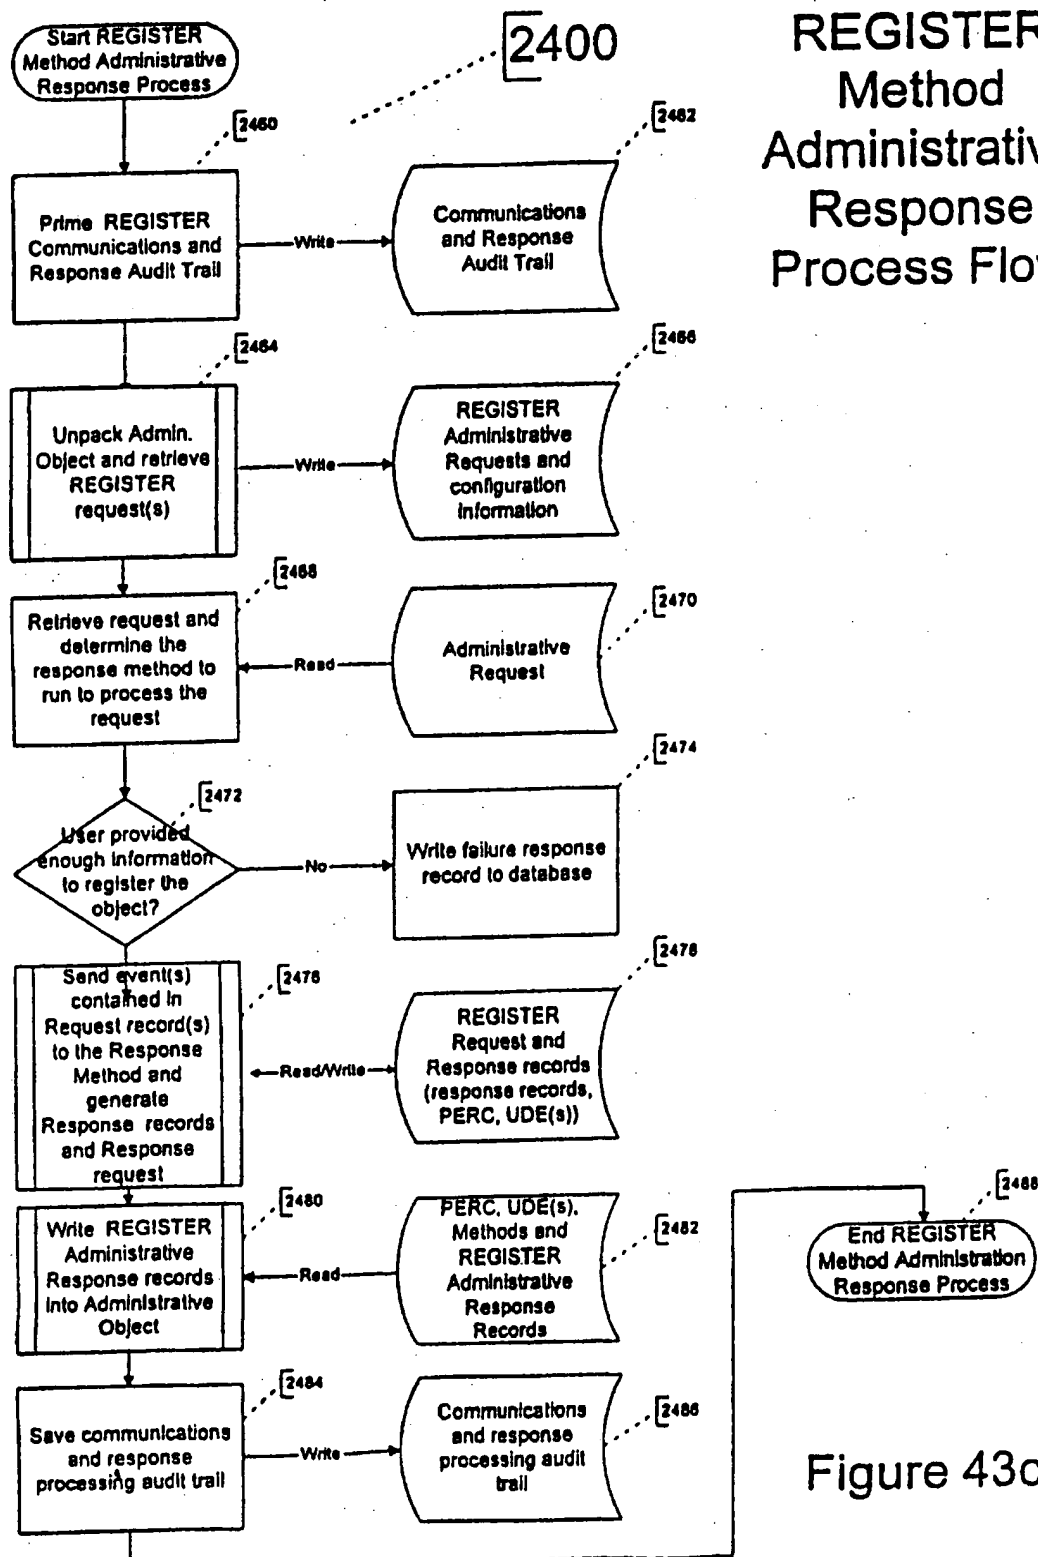 Start REGISTER
Method Administrative
Response Process
2400
REGISTER
Method
Administrativ
Response
Process Flow
2460
2462
Prime REGISTER
Communications and
Response Audit Trail
Write
Communications
and Response
Audit Trail
2464
2466
Unpack Admin.
Object and retrieve
REGISTER
request(s)
Write
REGISTER
Administrative
Requests and
configuration
Information
2468
2470
Retrieve request and
determine the
response method to
run to process the
request
Read
Administrative
Request
2472
2474
User provided
enough information
to register the
object?
No
Write failure response
record to database
2476
2478
Send event(s)
contained in
Request record(s)
to the Response
Method and
generate
Response records
and Response
request
Read/Write
REGISTER
Request and
Response records
(response records,
PERC, UDE(s))
2480
2482
Write REGISTER
Administrative
Response records
into Administrative
Object
Read
PERC, UDE(s),
Methods and
REGISTER
Administrative
Response
Records
2488
End REGISTER
Method Administration
Response Process
2484
2486
Save communications
and response
processing audit trail
Write
Communications
and response
processing audit
trail
Figure 43c